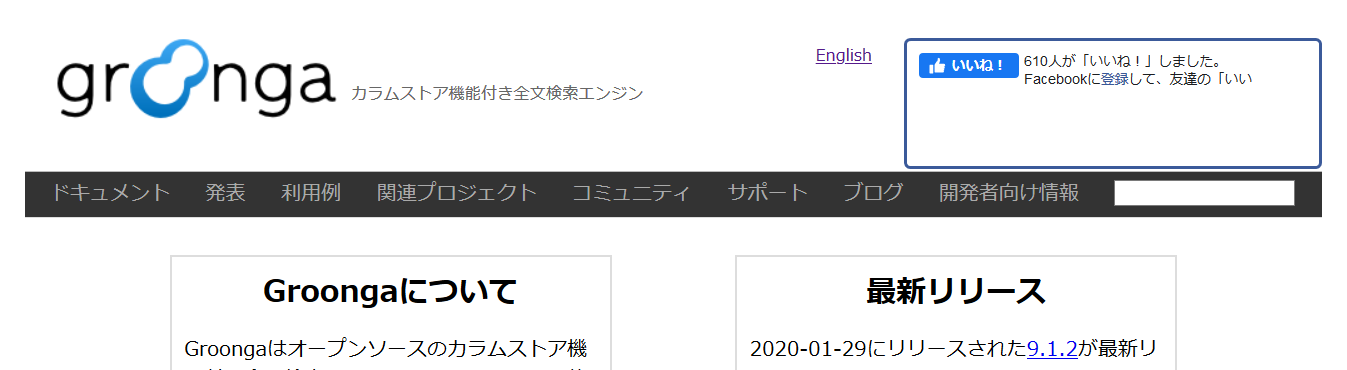 groonga
カラムストア機能付き全文検索エンジン
English
いいね！
610人が「いいね！」しました。
Facebookに登録して、友達の「いい
ドキュメント 発表 利用例 関連プロジェクト コミュニティ サポート ブログ 開発者向け情報
Groongaについて
Groongaはオープンソースのカラムストア機
最新リリース
2020-01-29にリリースされた9.1.2が最新リ